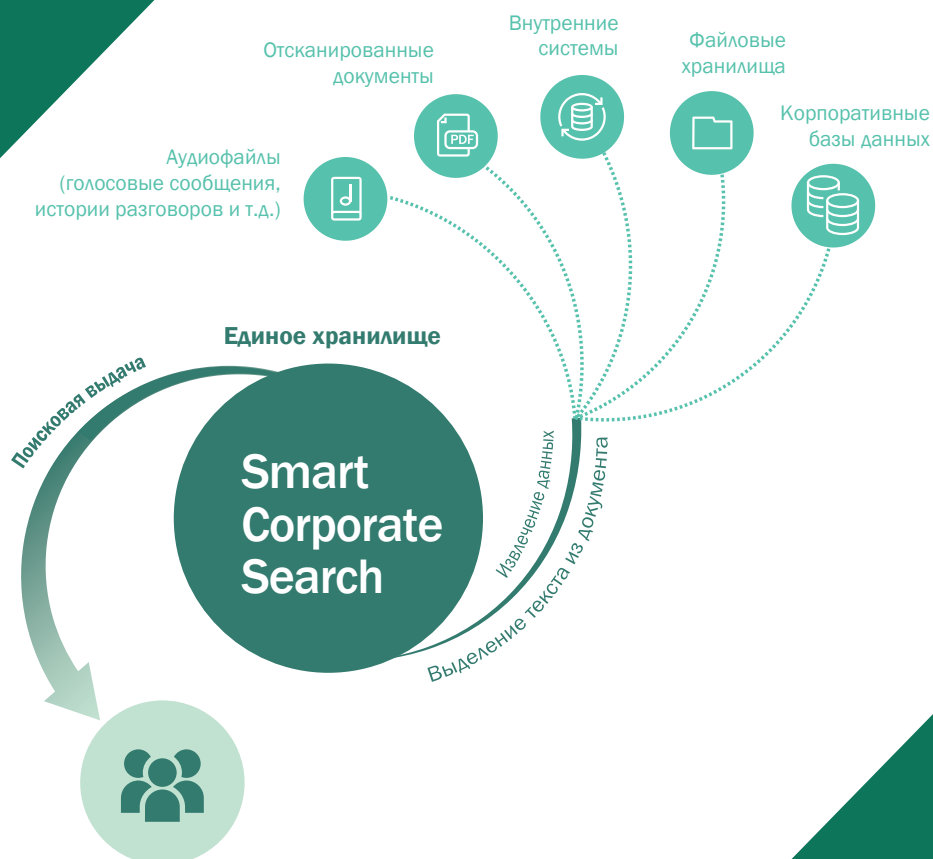 Внутренние
системы
Отсканированные
документы
Файловые
хранилища
Корпоративные
базы данных
Аудиофайлы
(голосовые сообщения,
истории разговоров и т.д.)
PDF
Единое хранилище
Поисковая выдача
Smart
Corporate
Search
Извлечение данных
Выделение текста из документа